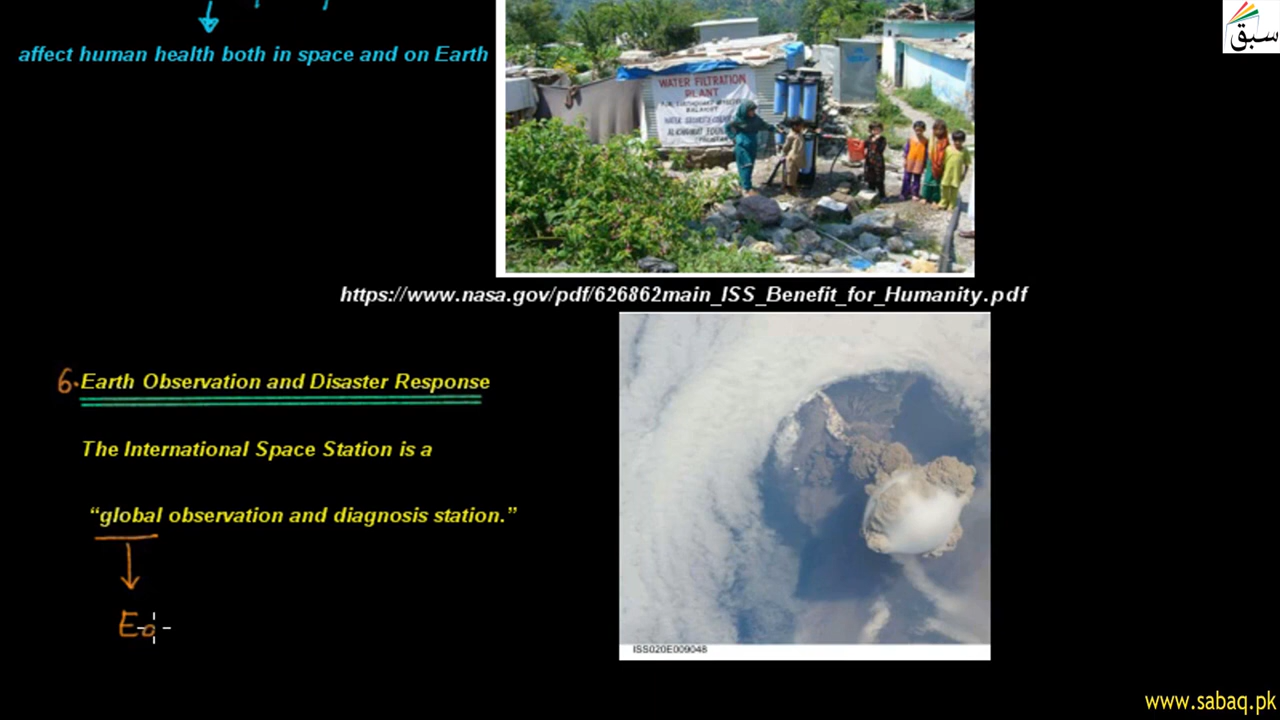 affect human health both in space and on Earth
سبق
WATER FILTRATION
PLANT
https://www.nasa.gov/pdf/626862main_ISS_Benefit_for_Humanity.pdf
6. Earth Observation and Disaster Response
The International Space Station is a
“global observation and diagnosis station.”
Ea
ISS020E009048
www.sabaq.pk